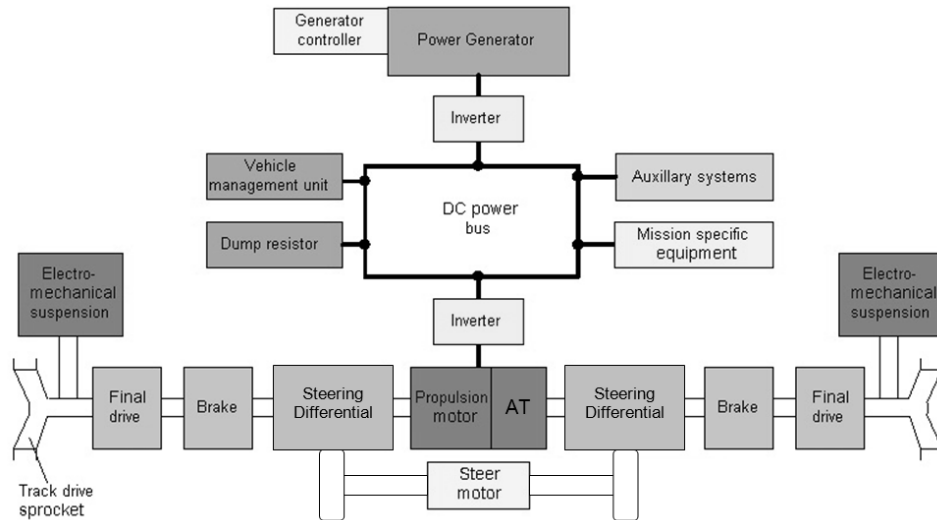 Generator
controller
Power Generator
Inverter
Vehicle
management unit
Auxillary systems
DC power
bus
Dump resistor
Mission specific
equipment
Electro-
mechanical
suspension
Electro-
mechanical
suspension
Inverter
Final
drive
Brake
Steering
Differential
Propulsion
motor
AT
Steering
Differential
Brake
Final
drive
Steer
motor
Track drive
sprocket